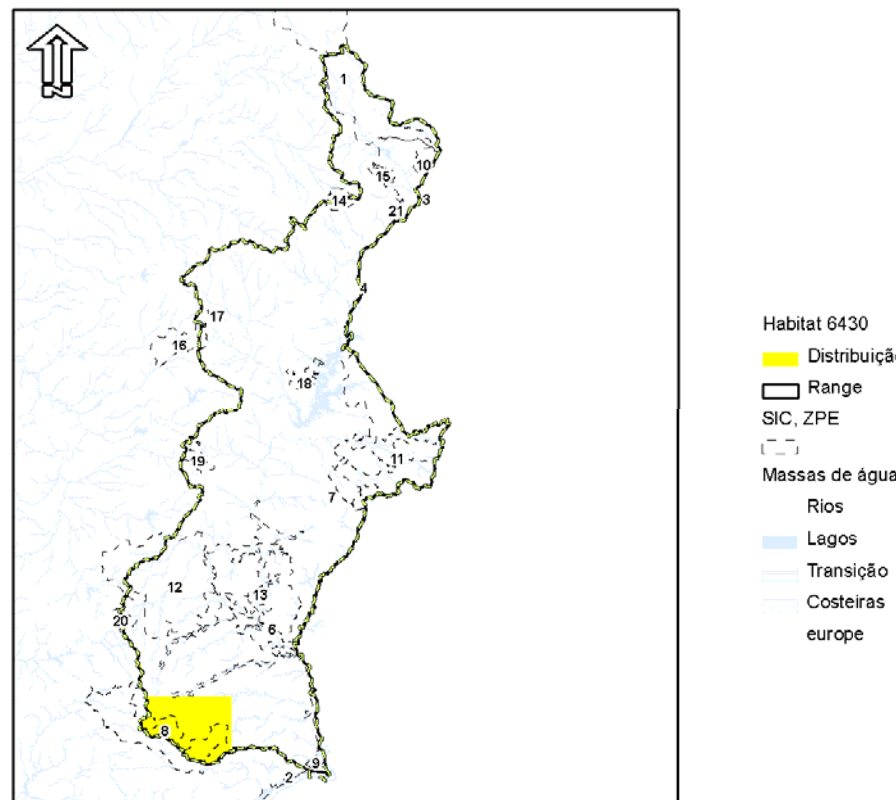 N
1
10
15
14
21
3
4
17
16
18
19
11
7
12
13
20
6
8
9
2
Habitat 6430
Distribuiçã
Range
SIC, ZPE
Massas de água
Rios
Lagos
Transição
Costeiras
europe